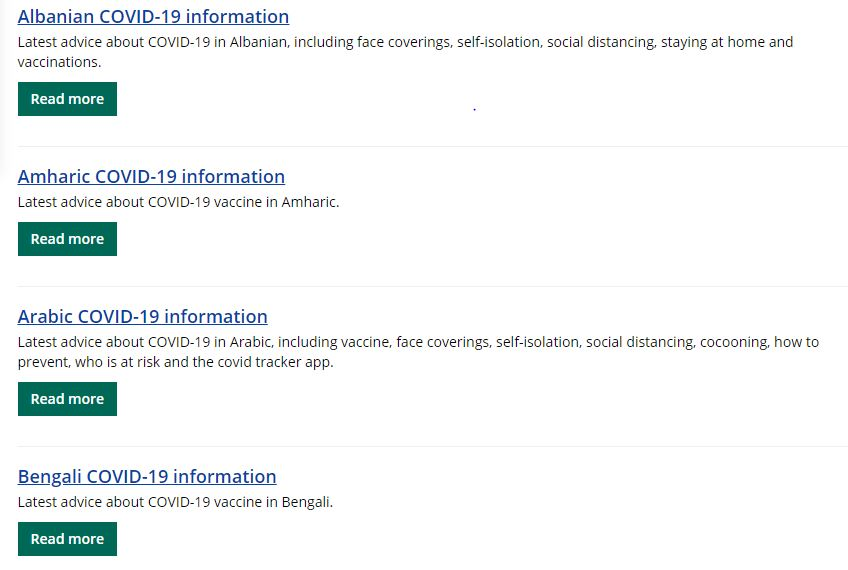 Albanian COVID-19 information
Latest advice about COVID-19 in Albanian, including face coverings, self-isolation, social distancing, staying at home and
vaccinations.
Read more
Amharic COVID-19 information
Latest advice about COVID-19 vaccine in Amharic.
Read more
Arabic COVID-19 information
Latest advice about COVID-19 in Arabic, including vaccine, face coverings, self-isolation, social distancing, cocooning, how to
prevent, who is at risk and the covid tracker app.
Read more
Bengali COVID-19 information
Latest advice about COVID-19 vaccine in Bengali.
Read more